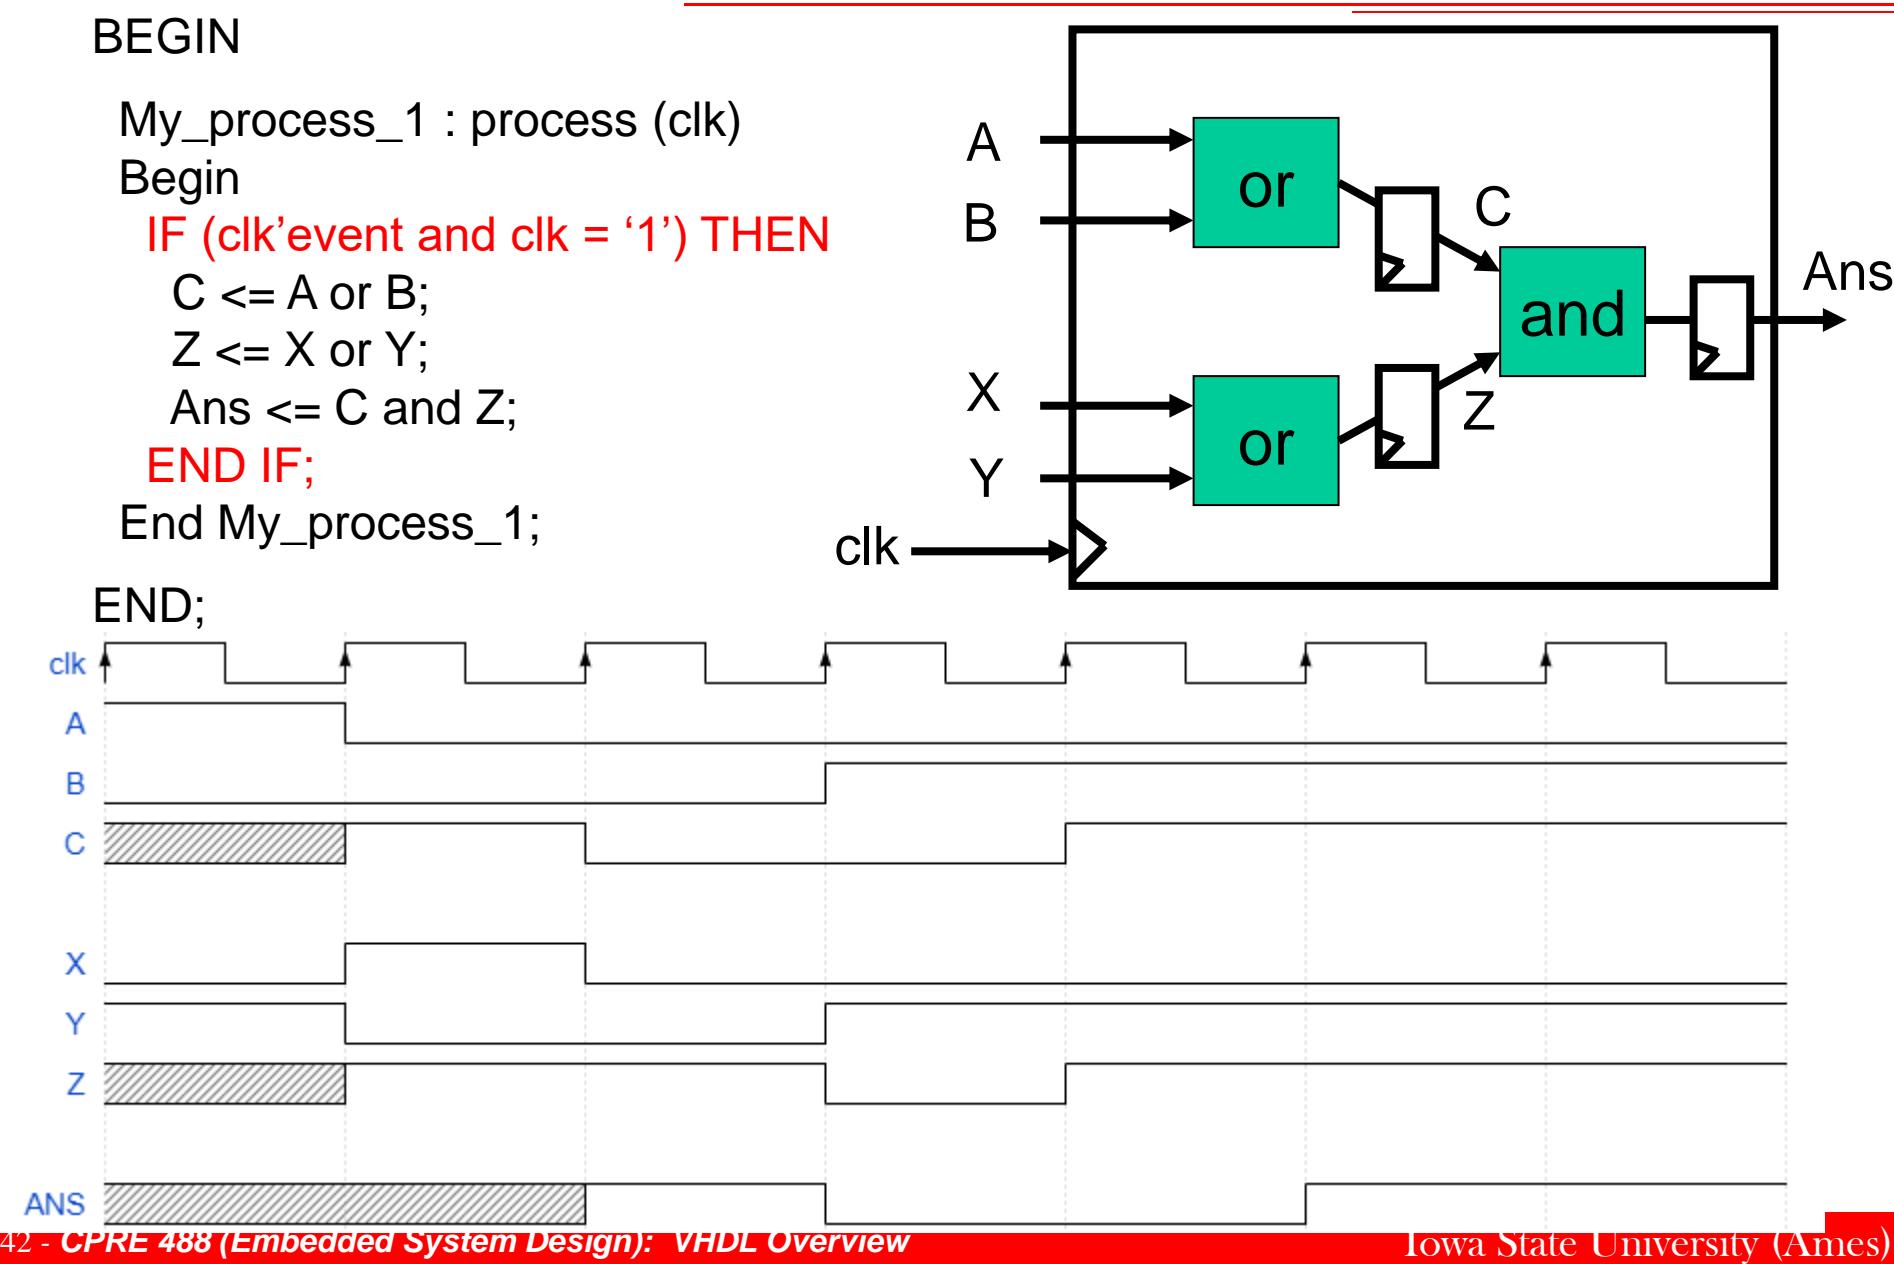 BEGIN
My_process_1 : process (clk)
Begin
IF (clk’event and clk = ‘1’) THEN
C <= A or B;
Z <= X or Y;
Ans <= C and Z;
END IF;
End My_process_1;
END;
A
B
X
Y
clk
or
or
C
Z
and
Ans
clk
A
B
C
X
Y
Z
ANS
42 - CPRE 488 (Embedded System Design): VHDL Overview
Iowa State University (Ames)